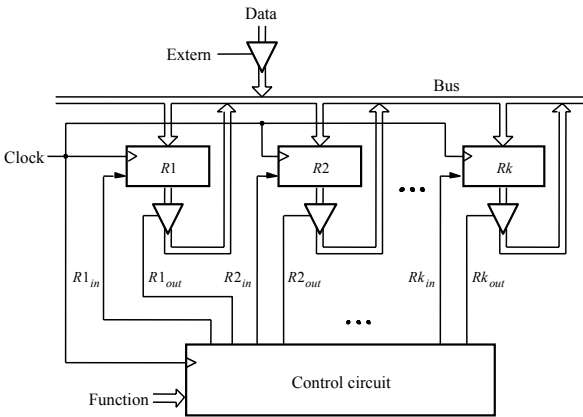 Data
Extern
Bus
Clock
R1
R2
Rk
R1in
R1out
R2in
R2out
Rkin
Rkout
Control circuit
Function